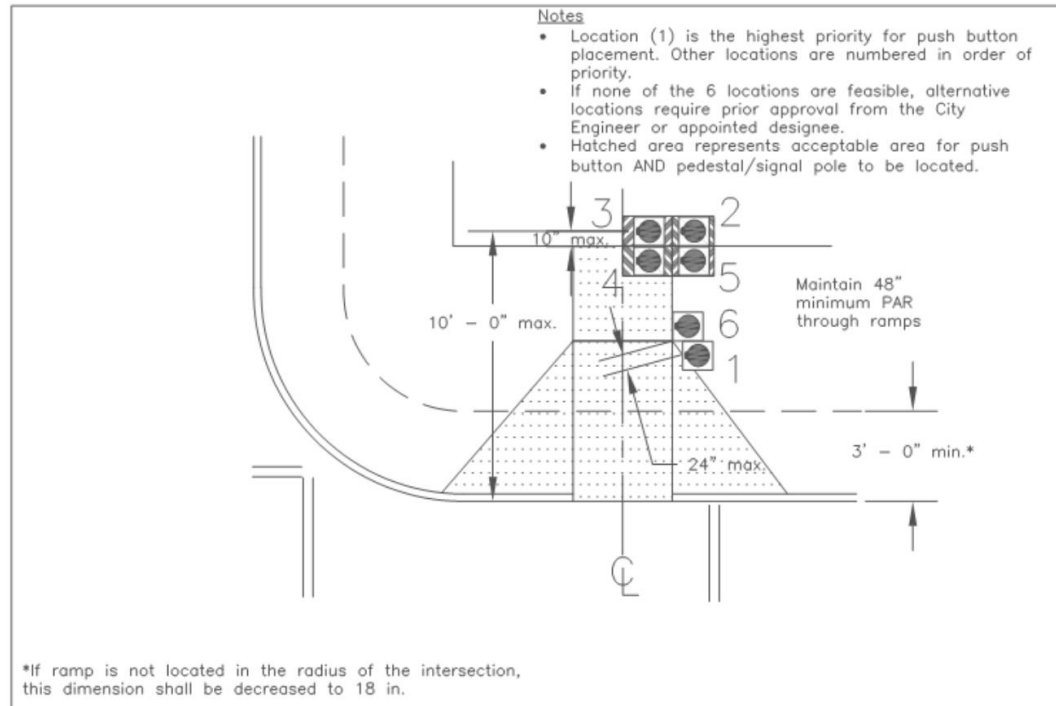 Notes
• Location (1) is the highest priority for push button
placement. Other locations are numbered in order of
priority.
• If none of the 6 locations are feasible, alternative
locations require prior approval from the City
Engineer or appointed designee.
• Hatched area represents acceptable area for push
button AND pedestal/signal pole to be located.
3
2
10" max.
4
5
Maintain 48"
minimum PAR
through ramps
10' - 0" max.
6
1
3' - 0" min.*
24" max.
CL
*If ramp is not located in the radius of the intersection,
this dimension shall be decreased to 18 in.